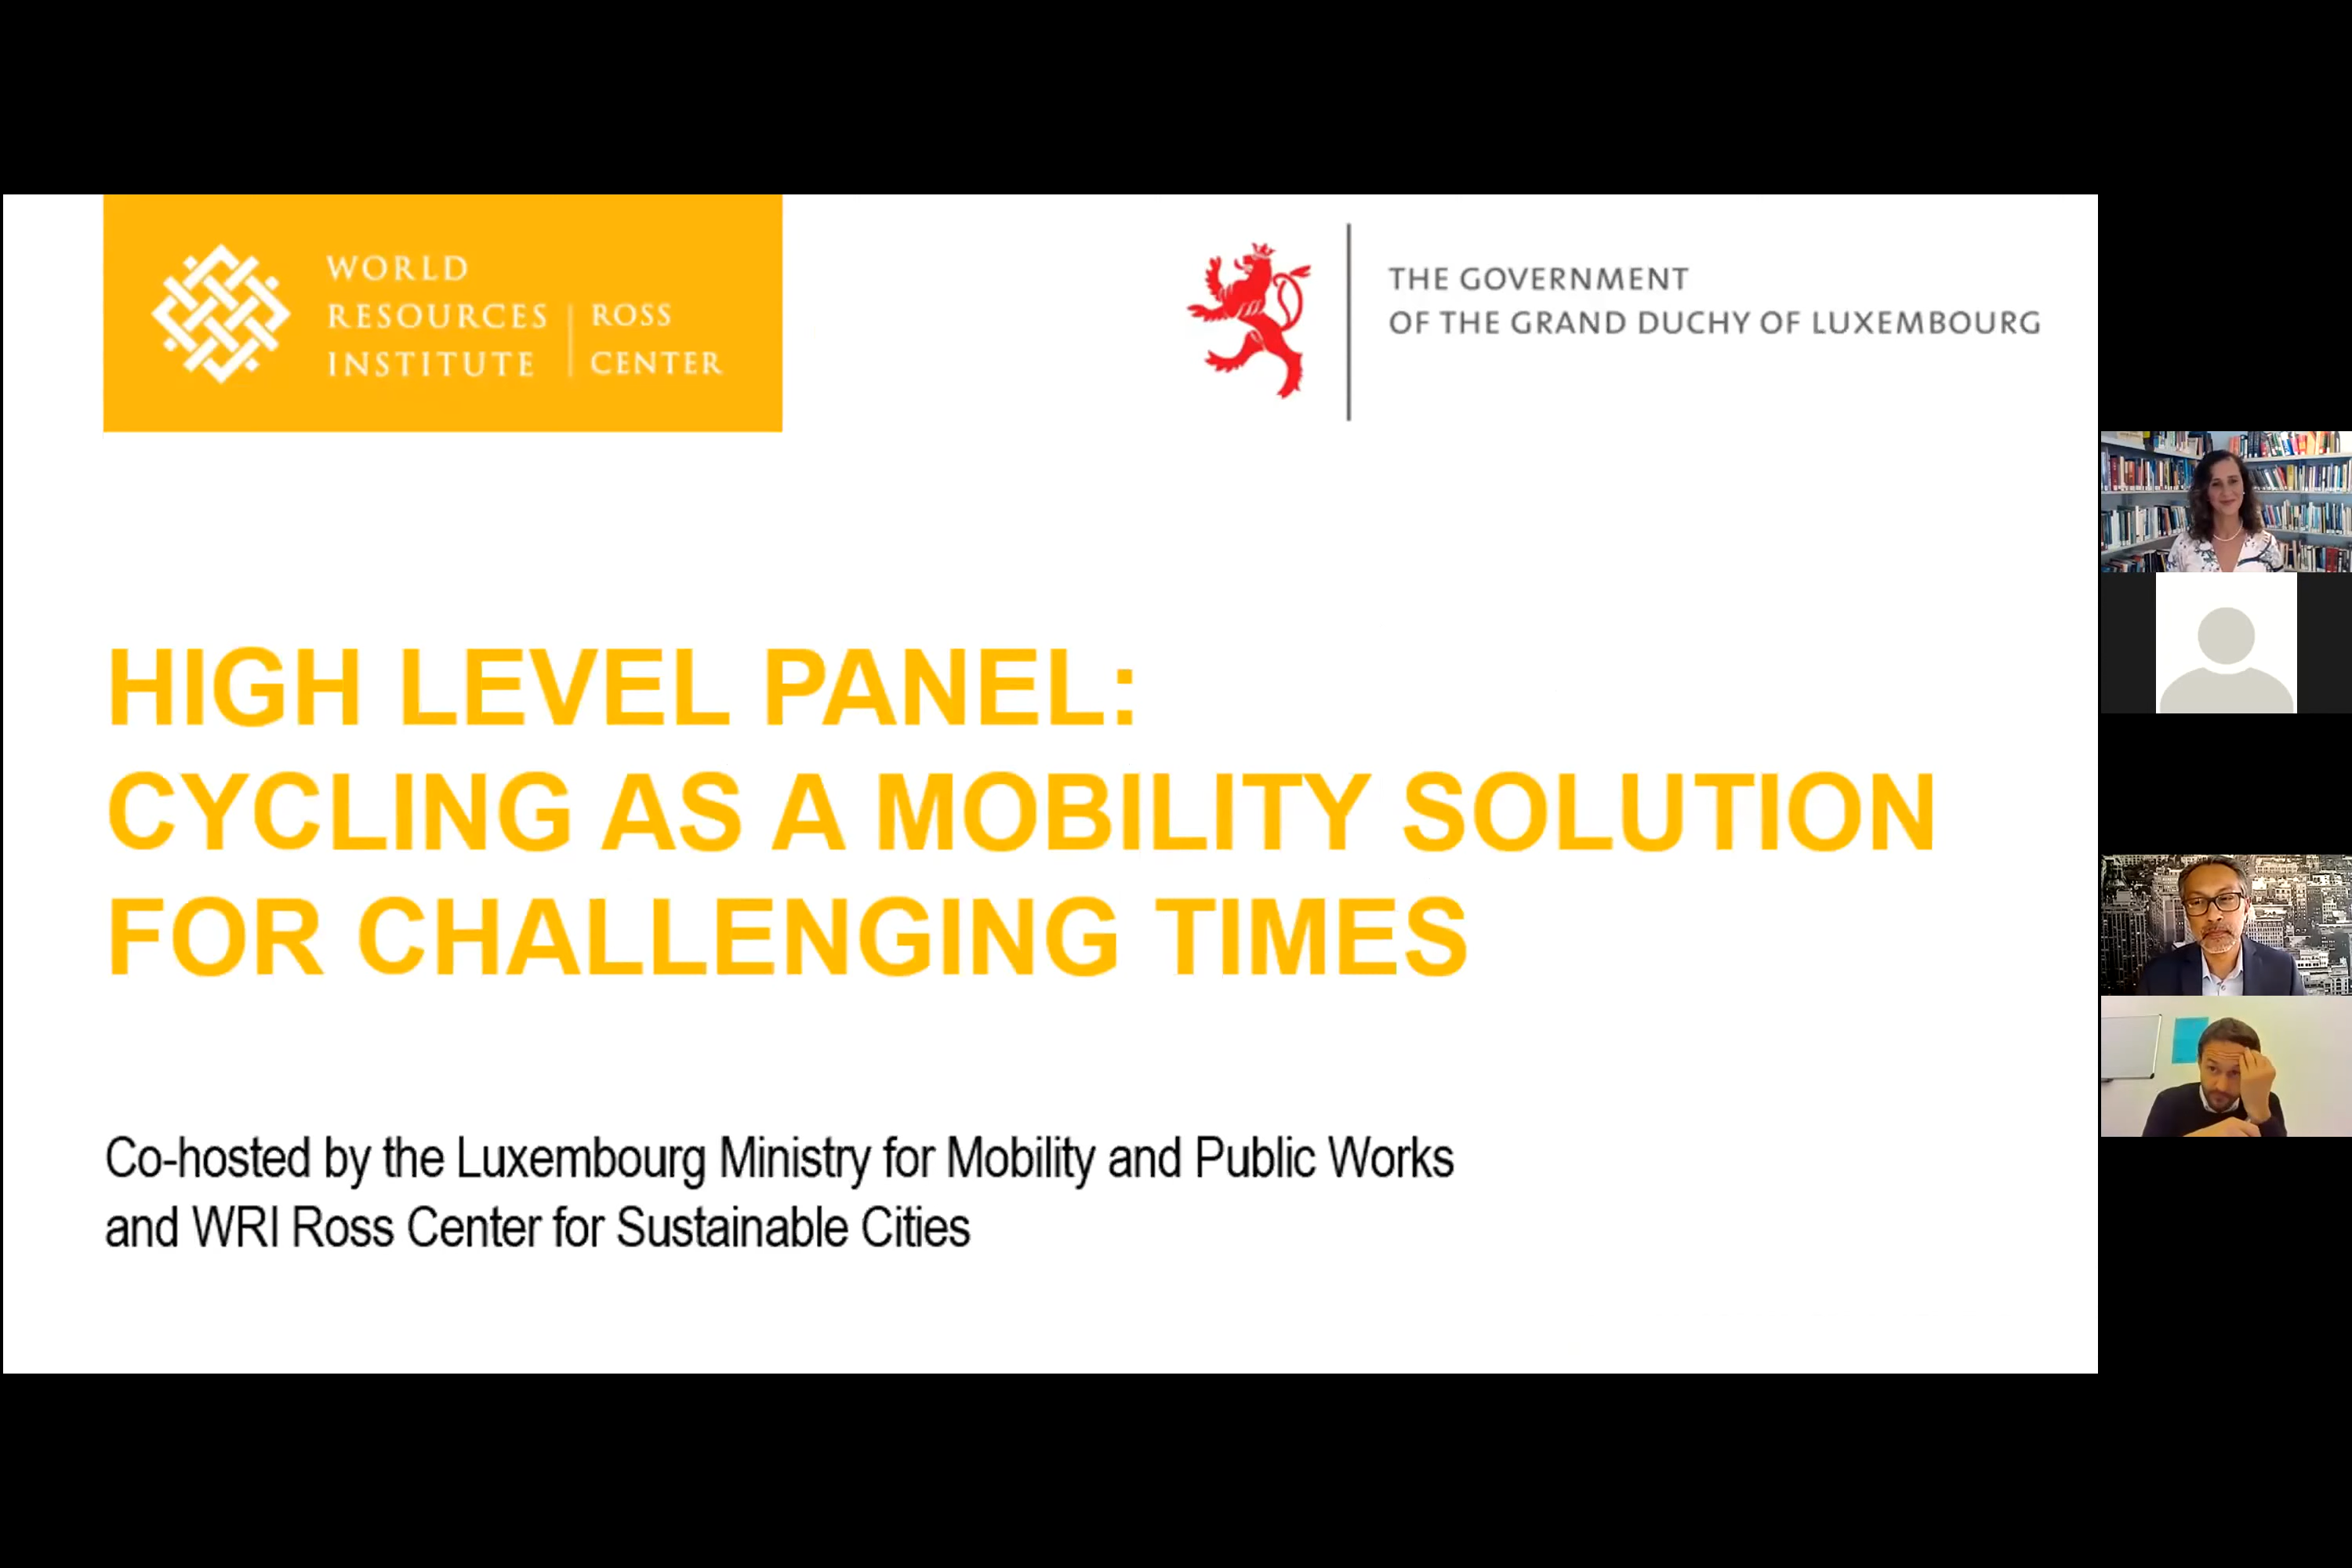 WORLD
RESOURCES
INSTITUTE
ROSS
CENTER
THE GOVERNMENT
OF THE GRAND DUCHY OF LUXEMBOURG
HIGH LEVEL PANEL:
CYCLING AS A MOBILITY SOLUTION
FOR CHALLENGING TIMES
Co-hosted by the Luxembourg Ministry for Mobility and Public Works
and WRI Ross Center for Sustainable Cities